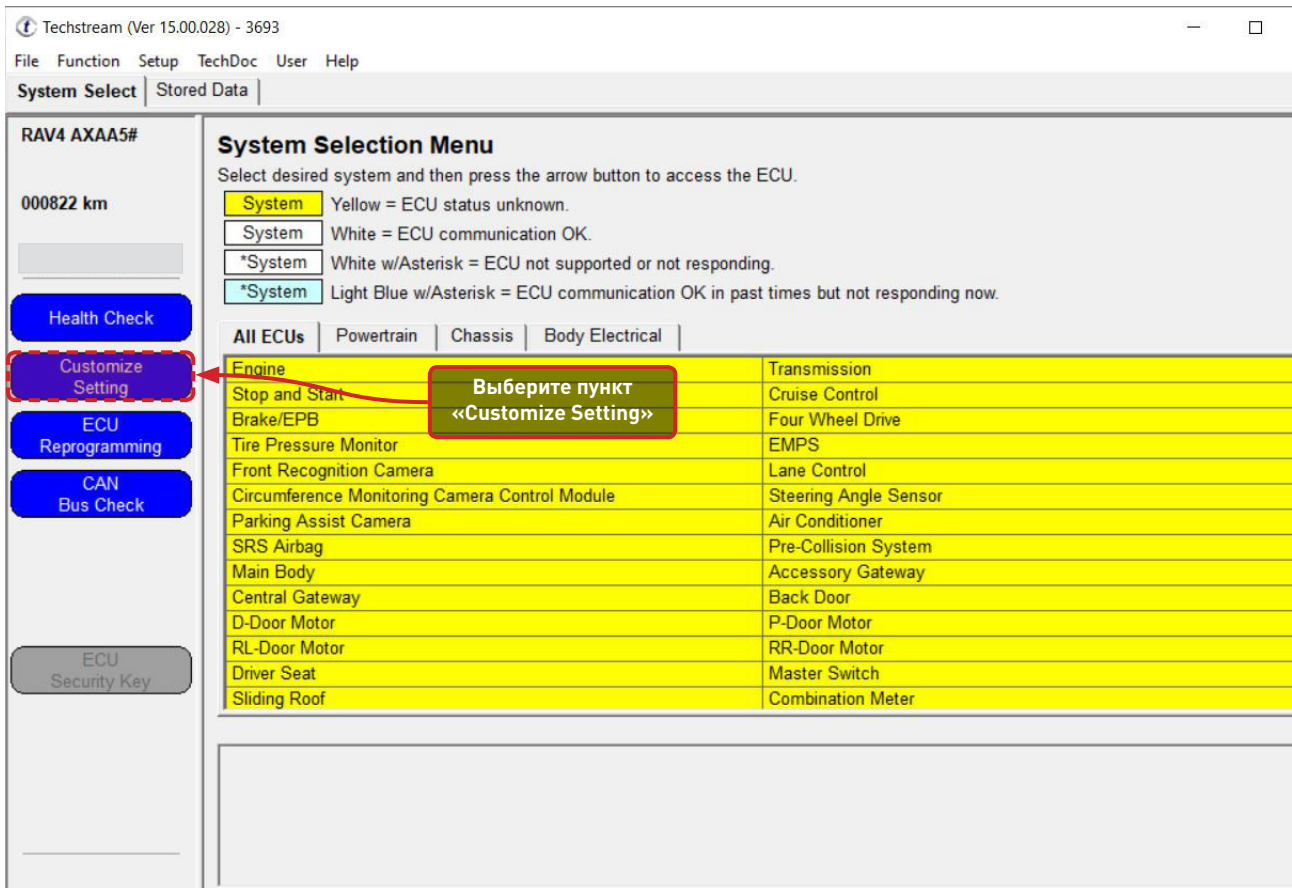 Techstream (Ver 15.00.028) - 3693
File Function Setup TechDoc User Help
System Select Stored Data
RAV4 AXAA5#
000822 km
Health Check
Customize
Setting
ECU
Reprogramming
CAN
Bus Check
ECU
Security Key
System Selection Menu
Select desired system and then press the arrow button to access the ECU.
System Yellow = ECU status unknown.
System White = ECU communication OK.
*System White w/Asterisk = ECU not supported or not responding.
*System Light Blue w/Asterisk = ECU communication OK in past times but not responding now.
All ECUs Powertrain Chassis Body Electrical
Engine Transmission
Stop and Start Cruise Control
Brake/EPB Four Wheel Drive
Tire Pressure Monitor EMPS
Front Recognition Camera Lane Control
Circumference Monitoring Camera Control Module Steering Angle Sensor
Parking Assist Camera Air Conditioner
SRS Airbag Pre-Collision System
Main Body Accessory Gateway
Central Gateway Back Door
D-Door Motor P-Door Motor
RL-Door Motor RR-Door Motor
Driver Seat Master Switch
Sliding Roof Combination Meter
Выберите пункт
«Customize Setting»